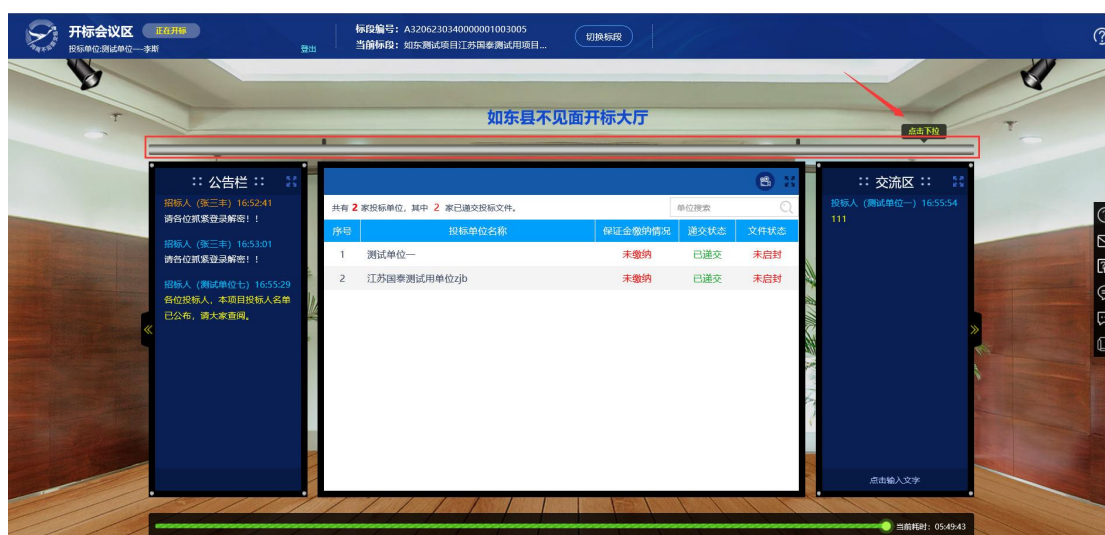 开标会议区 正在开标
投标单位:测试单位一---李斯
登出
标段编号：A3206230340000001003005
当前标段：如东测试项目江苏国泰测试用项目...
切换标段
如东县不见面开标大厅
点击下拉
:: 公告栏 ::
招标人（张三丰）16:52:41
请各位抓紧登录解密！！
招标人（张三丰）16:53:01
请各位抓紧登录解密！！
招标人（测试单位七）16:55:29
各位投标人，本项目投标人名单
已公布，请大家查阅。
共有 2 家投标单位，其中 2 家已递交投标文件。
单位搜索
序号 投标单位名称 保证金缴纳情况 递交状态 文件状态
1 测试单位一 未缴纳 已递交 未启封
2 江苏国泰测试用单位zjb 未缴纳 已递交 未启封
:: 交流区 ::
投标人（测试单位一）16:55:54
111
点击输入文字
当前耗时：05:49:43